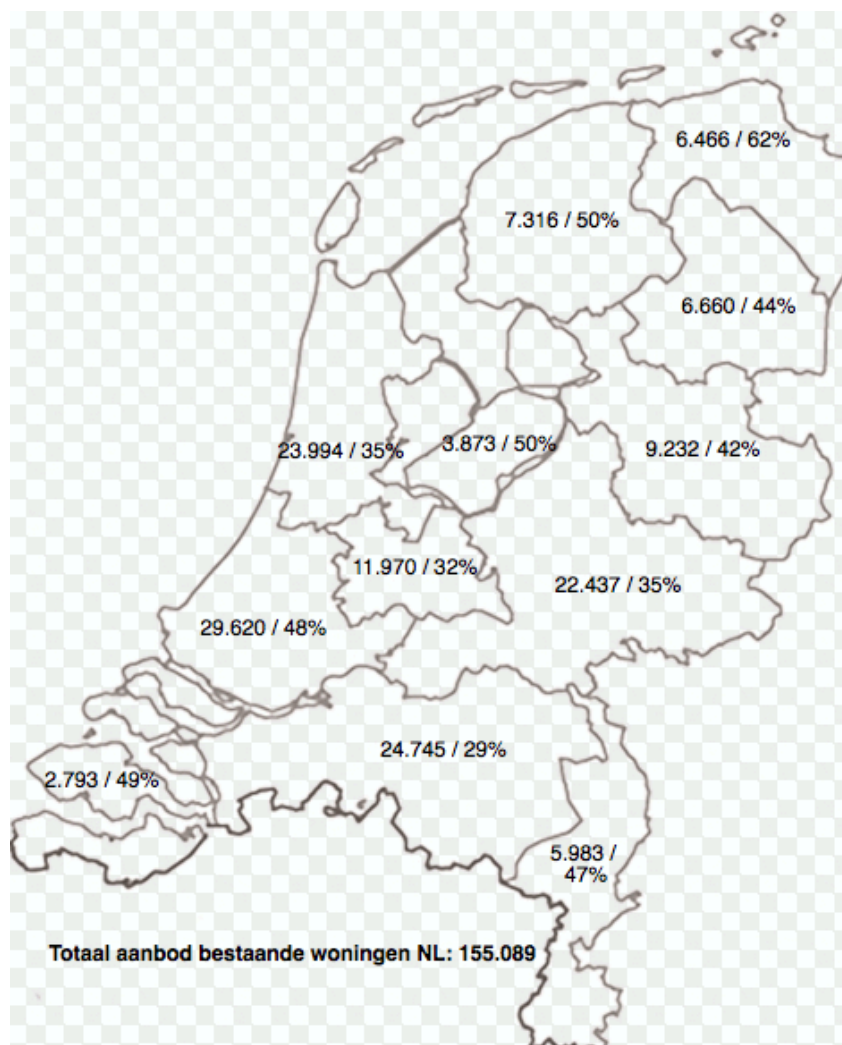 6.466 / 62%
7.316 / 50%
6.660 / 44%
23.994 / 35%
3.873 / 50%
9.232 / 42%
11.970 / 32%
22.437 / 35%
29.620 / 48%
24.745 / 29%
2.793 / 49%
5.983 /
47%
Totaal aanbod bestaande woningen NL: 155.089